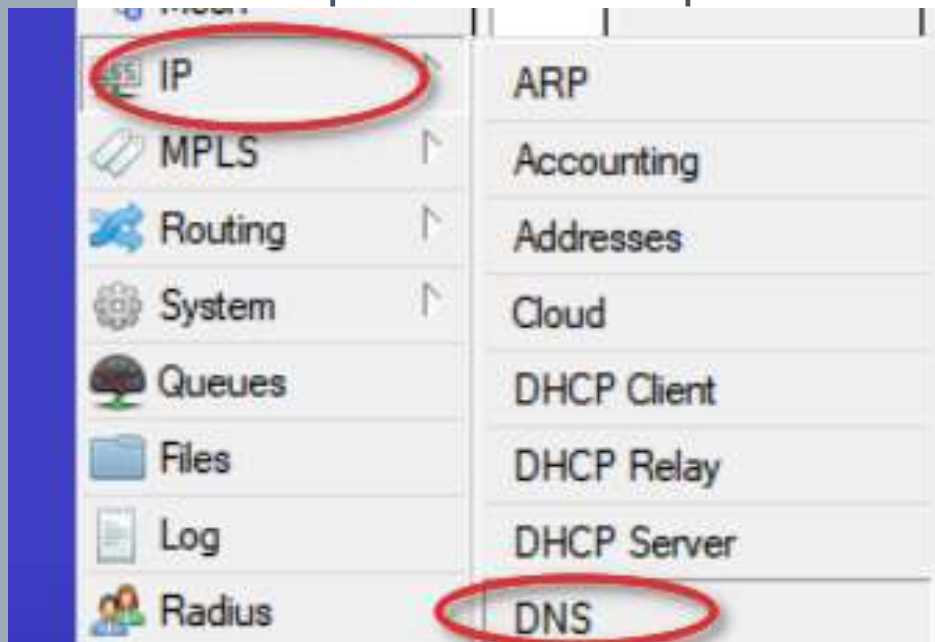 IP
MPLS
Routing
System
Queues
Files
Log
Radius
ARP
Accounting
Addresses
Cloud
DHCP Client
DHCP Relay
DHCP Server
DNS